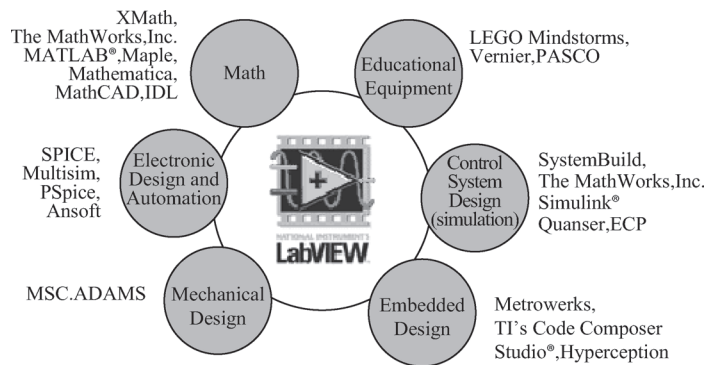 XMath,
The MathWorks,Inc.
MATLAB®,Maple,
Mathematica,
MathCAD,IDL
Math
Educational
Equipment
LEGO Mindstorms,
Vernier,PASCO
SPICE,
Multisim,
PSpice,
Ansoft
Electronic
Design and
Automation
NATIONAL INSTRUMENTS
LabVIEW
Control
System
Design
(simulation)
SystemBuild,
The MathWorks,Inc.
Simulink®
Quanser,ECP
MSC.ADAMS
Mechanical
Design
Embedded
Design
Metrowerks,
TI's Code Composer
Studio®,Hyperception